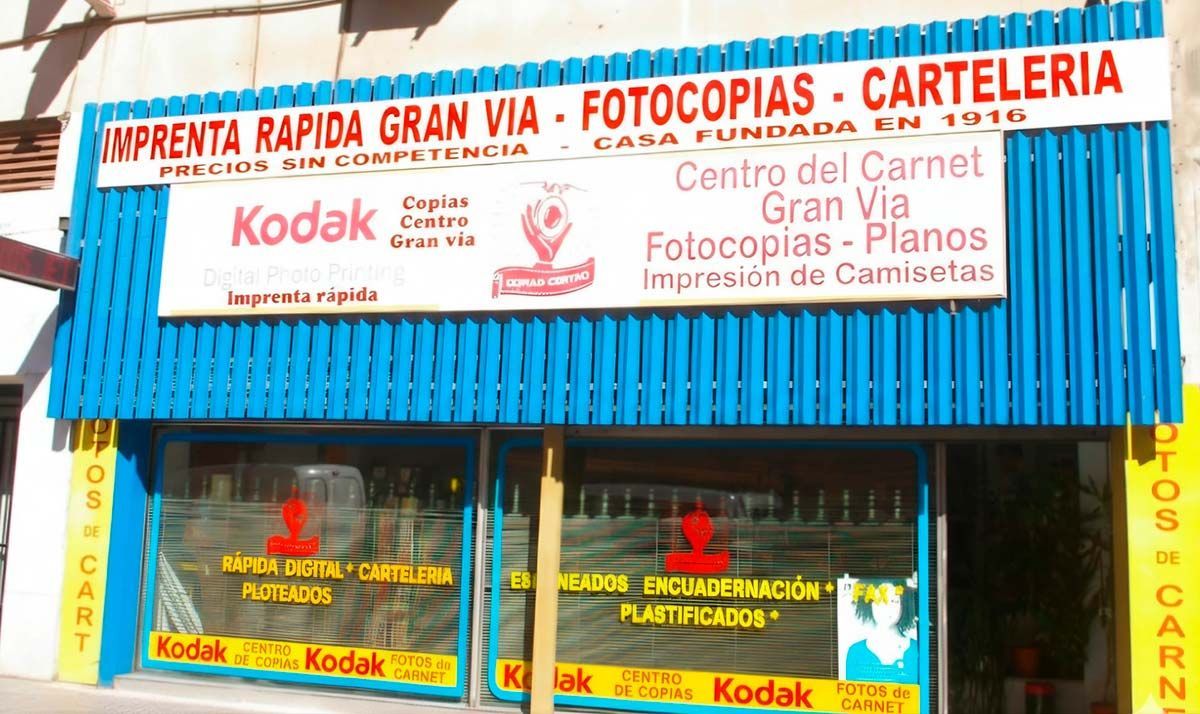 IMPRENTA RAPIDA GRAN VIA - FOTOCOPIAS - CARTELERIA
PRECIOS SIN COMPETENCIA - CASA FUNDADA EN 1916
Kodak
Digital Photo Printing
Imprenta rápida
Copias
Centro
Gran via
Centro del Carnet
Gran Via
Fotocopias - Planos
Impresión de Camisetas
OTOS
DE
CART
RÁPIDA DIGITAL * CARTELERIA
PLOTEADOS
ENCUADERNACIÓN * FAX *
PLASTIFICADOS *
Kodak
CENTRO
DE COPIAS
Kodak
FOTOS de
CARNET
Kodak
CENTRO
DE COPIAS
Kodak
FOTOS de
CARNET
OTOS
DE
CARNE